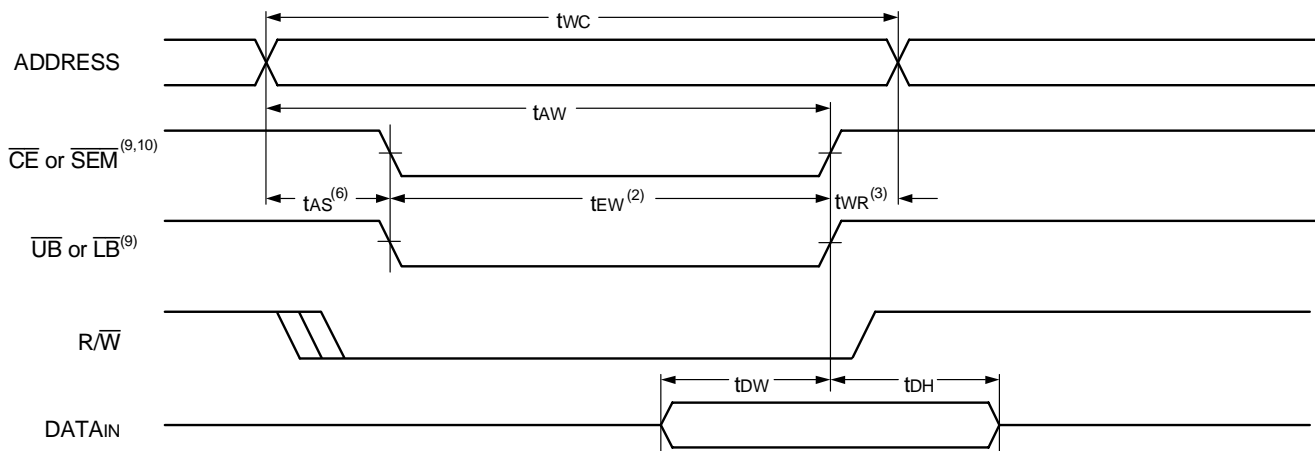 tWC
ADDRESS
tAW
CE or SEM(9,10)
tAS(6)
tEW(2)
tWR(3)
UB or LB(9)
R/W
tDW
tDH
DATAIN